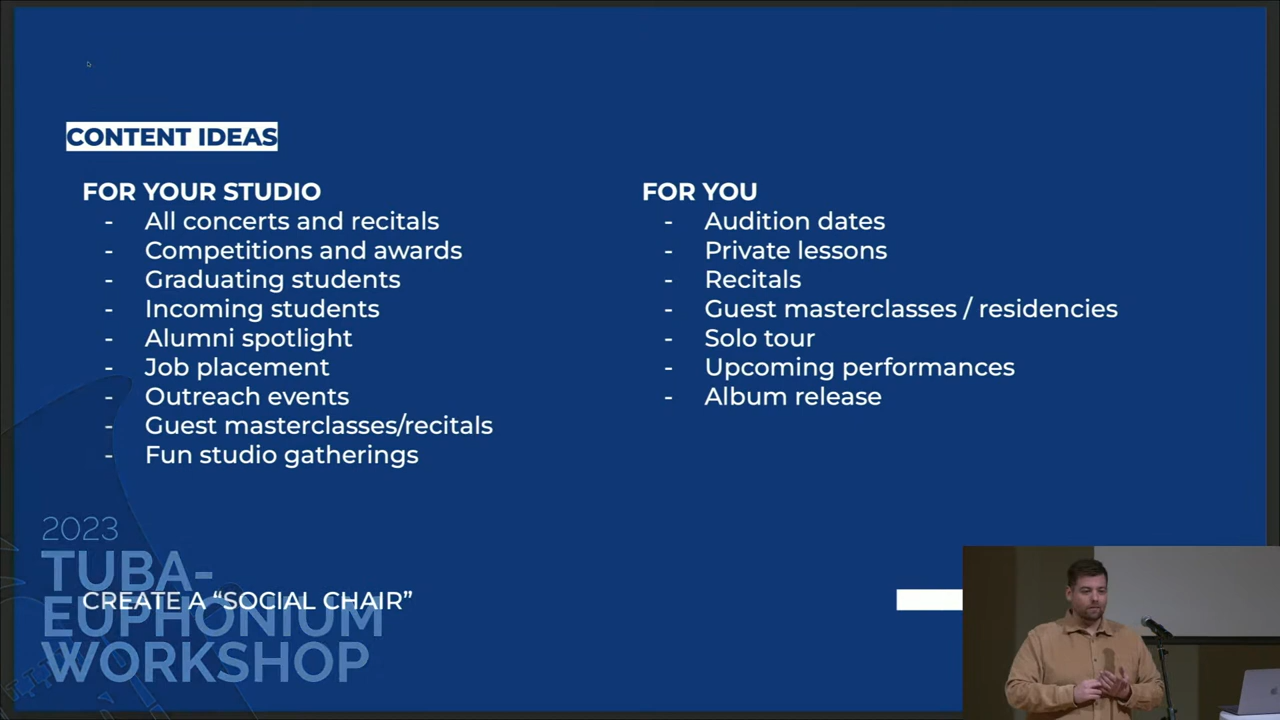 CONTENT IDEAS
FOR YOUR STUDIO
- All concerts and recitals
- Competitions and awards
- Graduating students
- Incoming students
- Alumni spotlight
- Job placement
- Outreach events
- Guest masterclasses/recitals
- Fun studio gatherings
FOR YOU
- Audition dates
- Private lessons
- Recitals
- Guest masterclasses / residencies
- Solo tour
- Upcoming performances
- Album release
CREATE A “SOCIAL CHAIR”
2023
TUBA-
EUPHONIUM
WORKSHOP